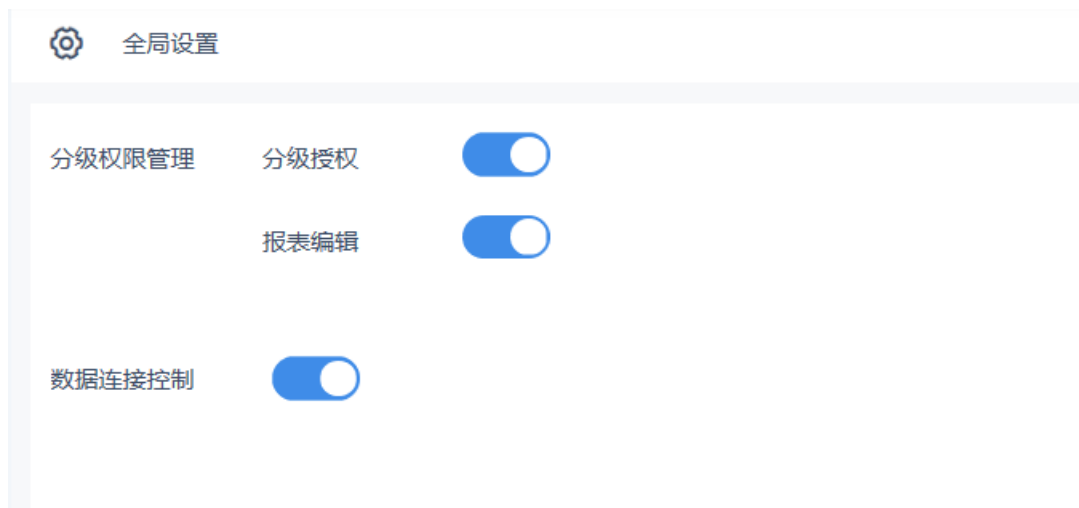 全局设置
分级权限管理 分级授权
报表编辑
数据连接控制